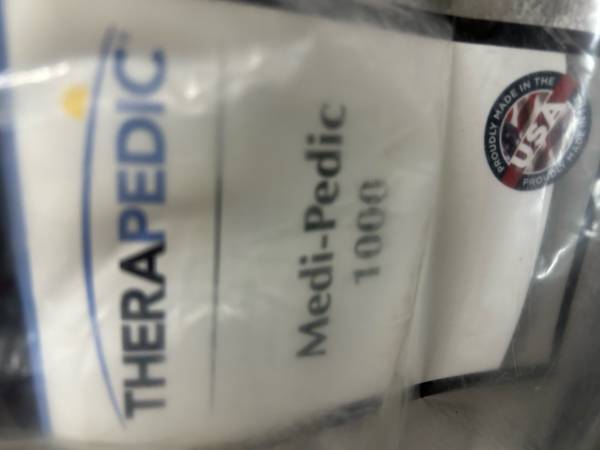 THERAPEDIC
Medi-Pedic
1000
PROUDLY MADE IN THE
USA